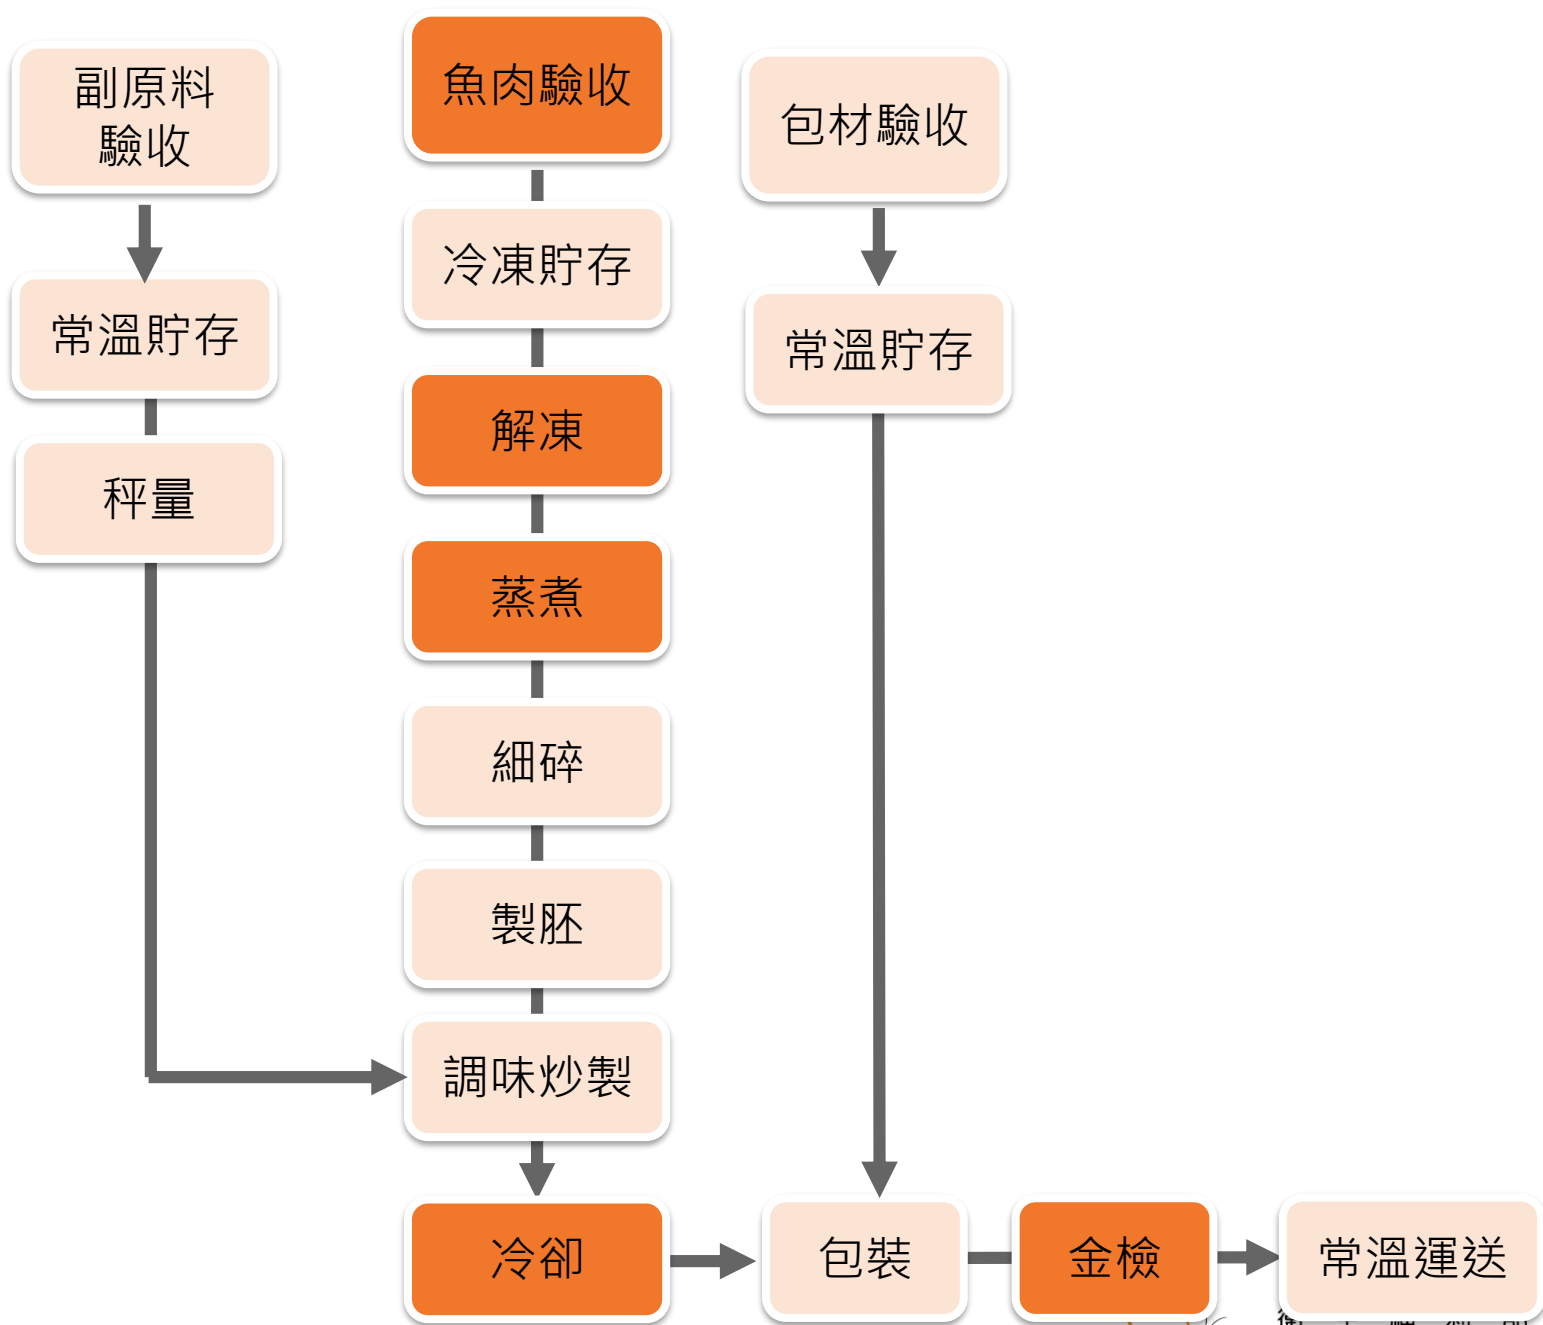 副原料
驗收
常溫貯存
秤量
魚肉驗收
冷凍貯存
解凍
蒸煮
細碎
製胚
調味炒製
冷卻
包材驗收
常溫貯存
包裝
金檢
常溫運送